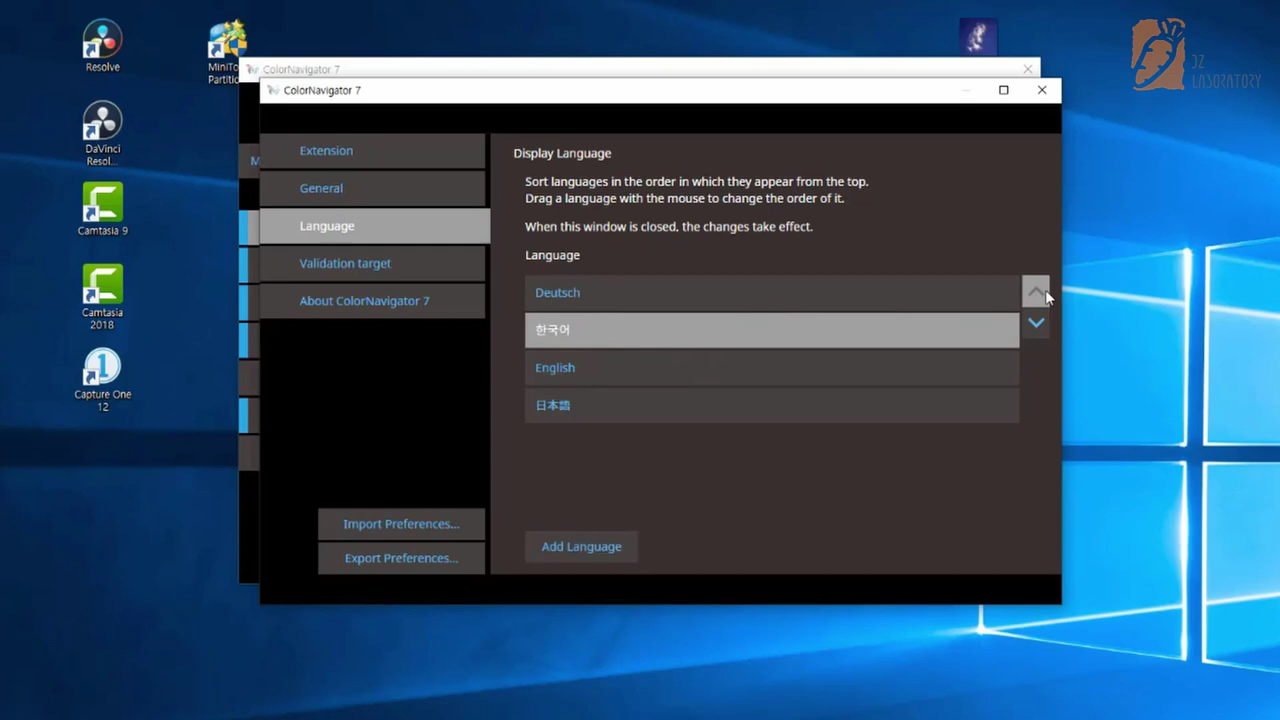 Resolve
MiniTo
Partitio
DaVinci
Resol...
Camtasia 9
Camtasia
2018
Capture One
12
JZ
LABORATORY
ColorNavigator 7
ColorNavigator 7
M
Extension
General
Language
Validation target
About ColorNavigator 7
Import Preferences...
Export Preferences...
Display Language
Sort languages in the order in which they appear from the top.
Drag a language with the mouse to change the order of it.
When this window is closed, the changes take effect.
Language
Deutsch
한국어
English
日本語
Add Language